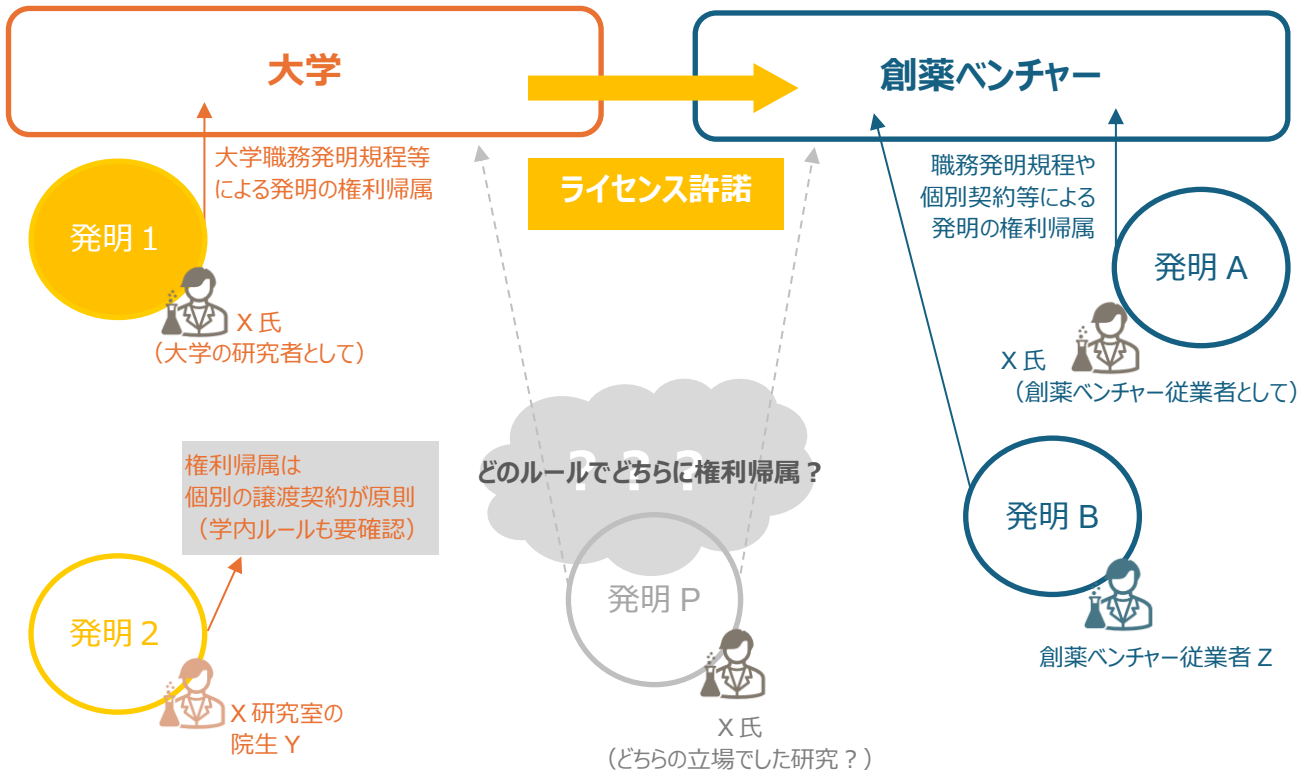 大学
創薬ベンチャー
大学職務発明規程等
による発明の権利帰属
ライセンス許諾
職務発明規程や
個別契約等による
発明の権利帰属
発明１
X 氏
（大学の研究者として）
発明 A
X 氏
（創薬ベンチャー従業者として）
権利帰属は
個別の譲渡契約が原則
（学内ルールも要確認）
？？？
どのルールでどちらに権利帰属？
発明 B
創薬ベンチャー従業者 Z
発明２
X 研究室の
院生 Y
発明 P
X 氏
（どちらの立場でした研究？）